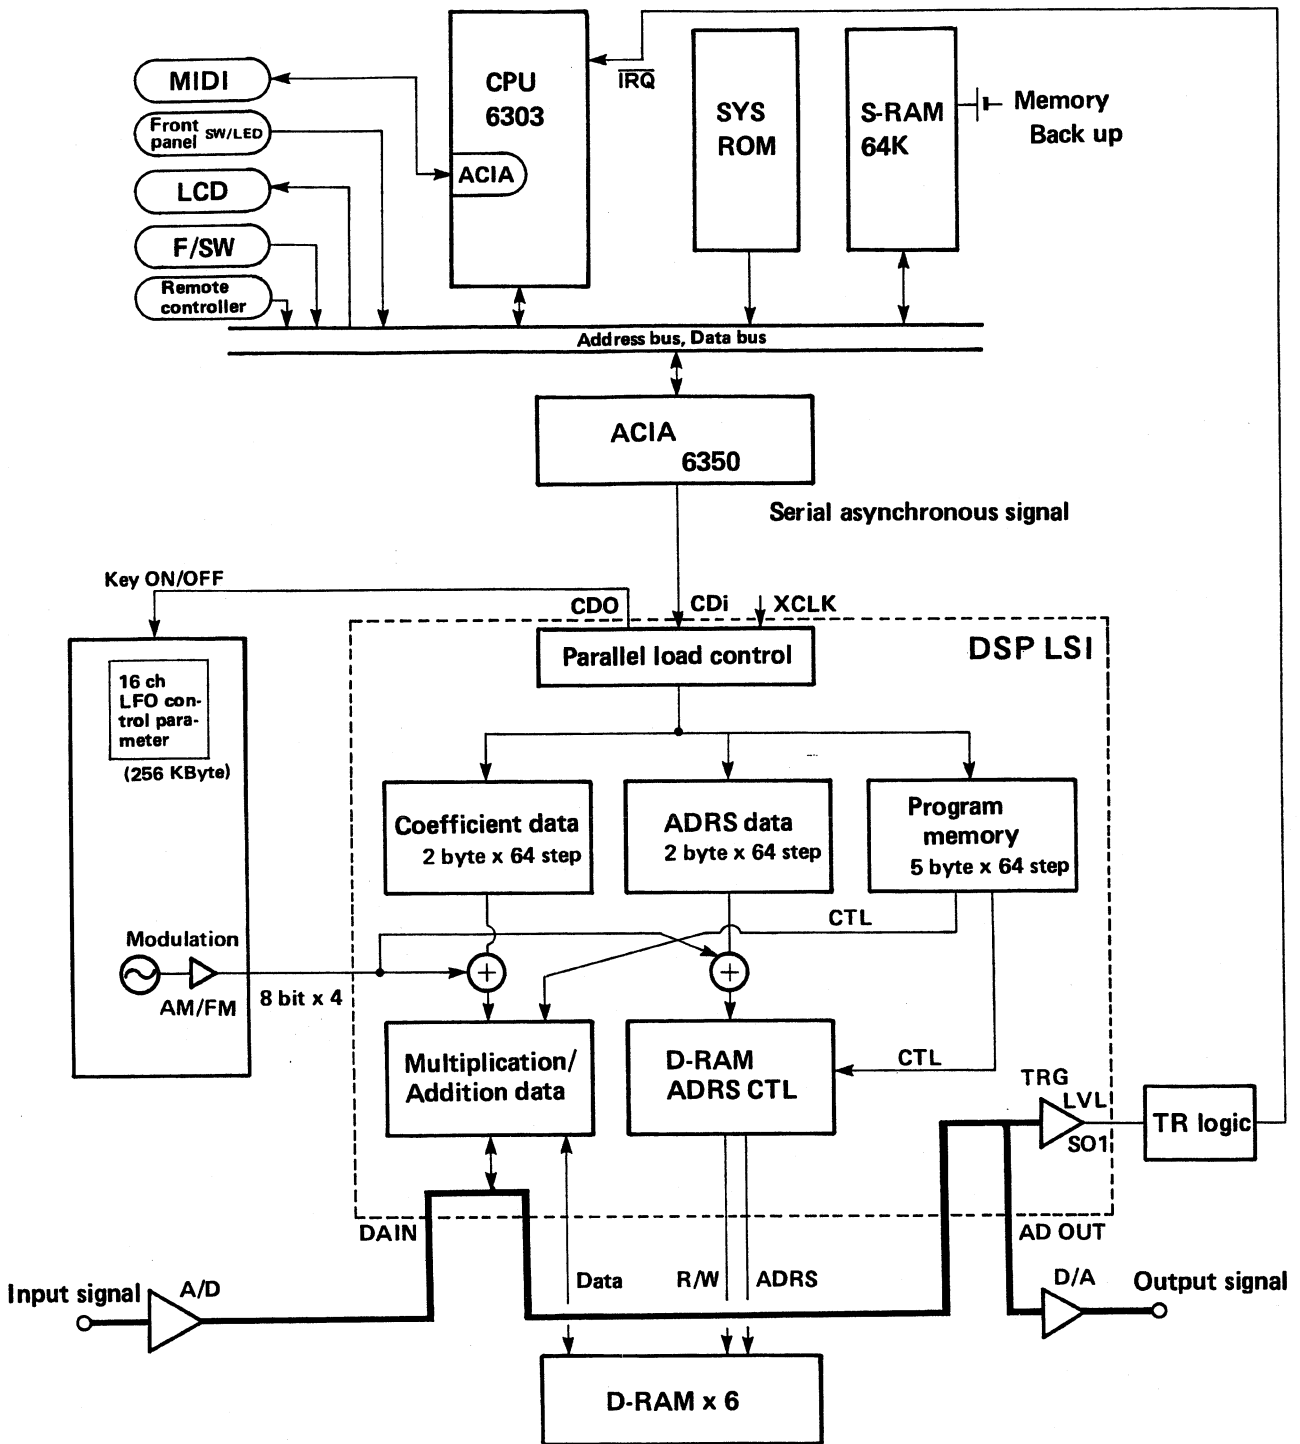 MIDI
Front
panel SW/LED
LCD
F/SW
Remote
controller
CPU
6303
ACIA
IRQ
SYS
ROM
S-RAM
64K
Memory
Back up
Address bus, Data bus
ACIA
6350
Serial asynchronous signal
Key ON/OFF
CDO
CDi
XCLK
DSP LSI
Parallel load control
16 ch
LFO con-
trol para-
meter
(256 KByte)
Coefficient data
2 byte x 64 step
ADRS data
2 byte x 64 step
Program
memory
5 byte x 64 step
CTL
Modulation
AM/FM
8 bit x 4
+
+
Multiplication/
Addition data
D-RAM
ADRS CTL
CTL
TRG
LVL
SO1
TR logic
DAIN
AD OUT
Input signal
A/D
Data
R/W
ADRS
D/A
Output signal
D-RAM x 6